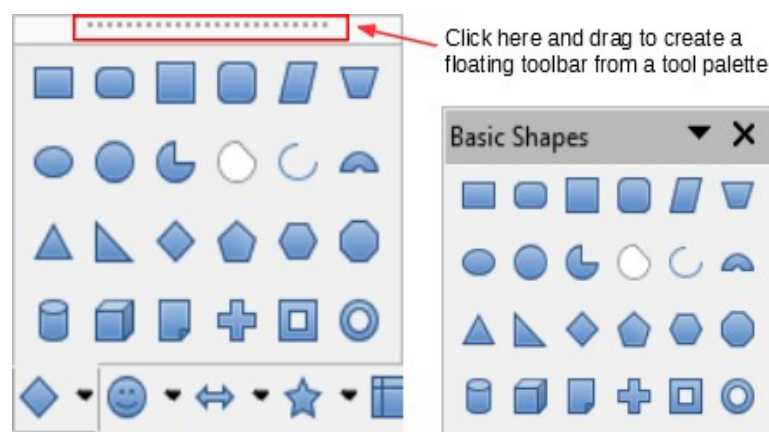 Click here and drag to create a
floating toolbar from a tool palette
Basic Shapes